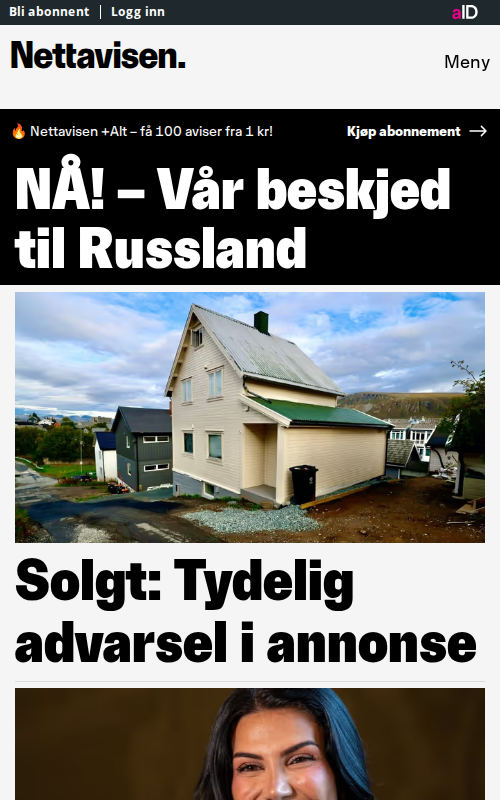 Bli abonnent | Logg inn
aID
Nettavisen.
Meny
🔥 Nettavisen +Alt – få 100 aviser fra 1 kr!
Kjøp abonnement →
NÅ! – Vår beskjed
til Russland
Solgt: Tydelig
advarsel i annonse